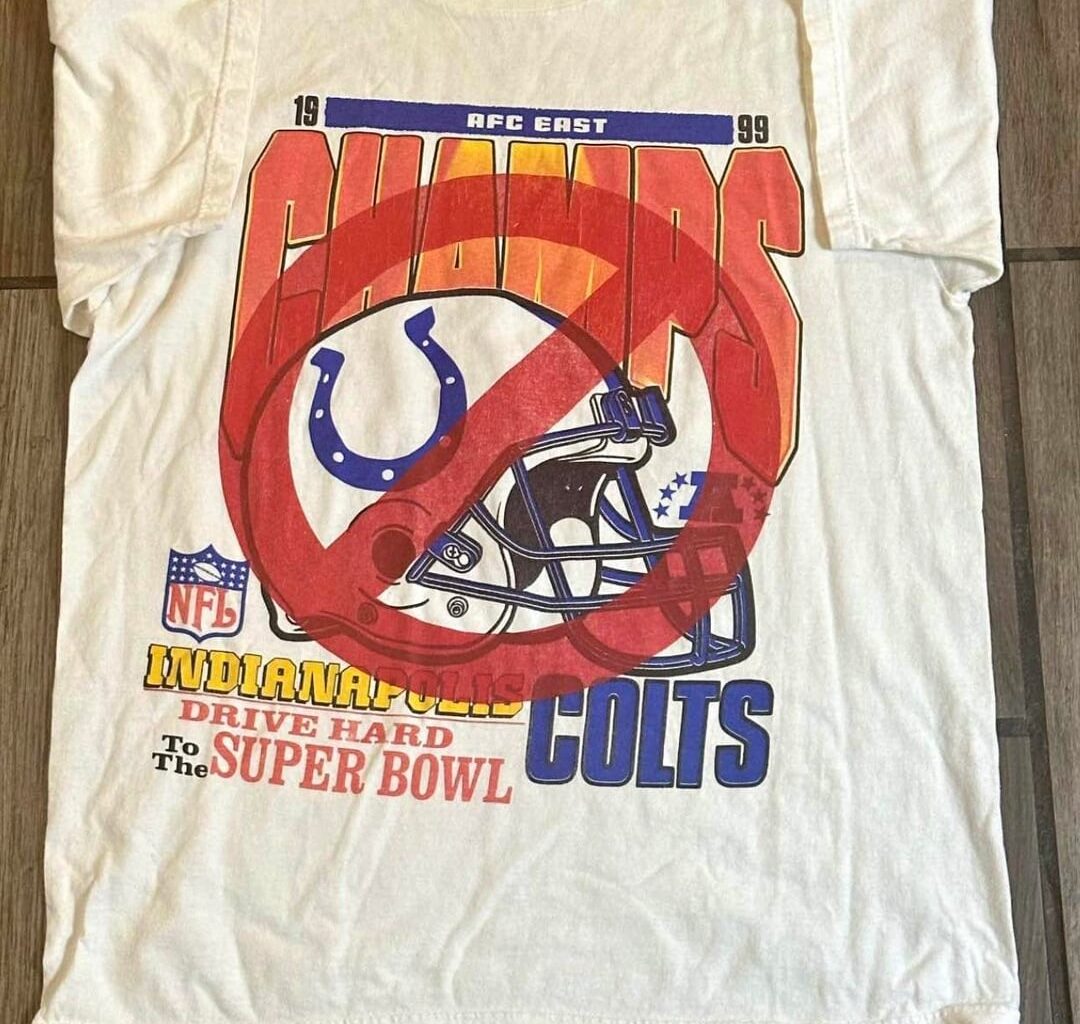 19 AFC EAST 99
CHAMPS
A
NFL
INDIANAPOLIS
COLTS
DRIVE HARD
To The SUPER BOWL